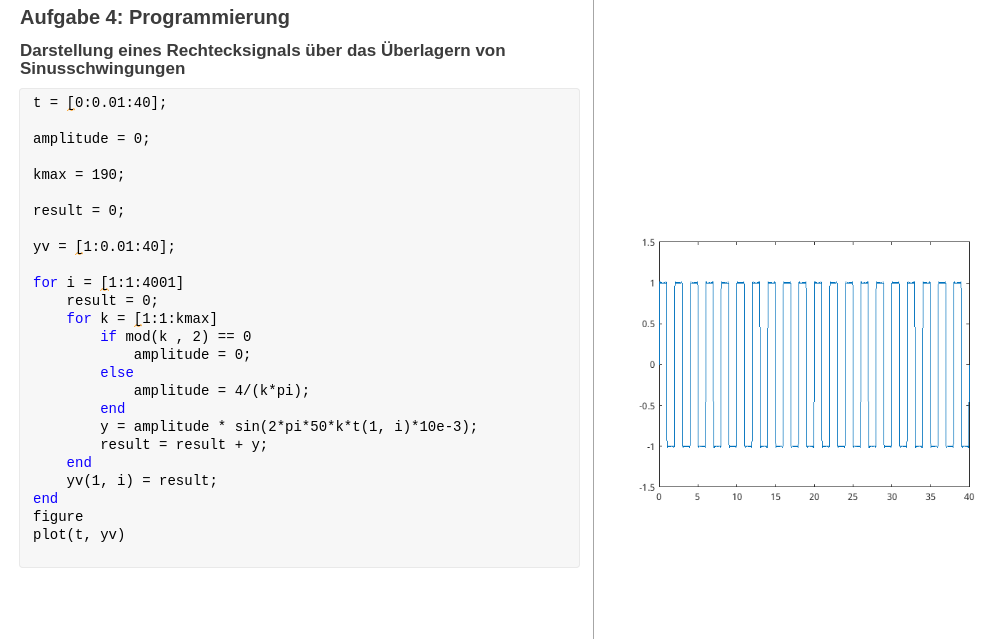 Aufgabe 4: Programmierung
Darstellung eines Rechtecksignals über das Überlagern von
Sinusschwingungen
t = [0:0.01:40];
amplitude = 0;
kmax = 190;
result = 0;
yv = [1:0.01:40];
for i = [1:1:4001]
    result = 0;
    for k = [1:1:kmax]
        if mod(k , 2) == 0
            amplitude = 0;
        else
            amplitude = 4/(k*pi);
        end
        y = amplitude * sin(2*pi*50*k*t(1, i)*10e-3);
        result = result + y;
    end
    yv(1, i) = result;
end
figure
plot(t, yv)
1.5
1
0.5
0
-0.5
-1
-1.5
0 5 10 15 20 25 30 35 40